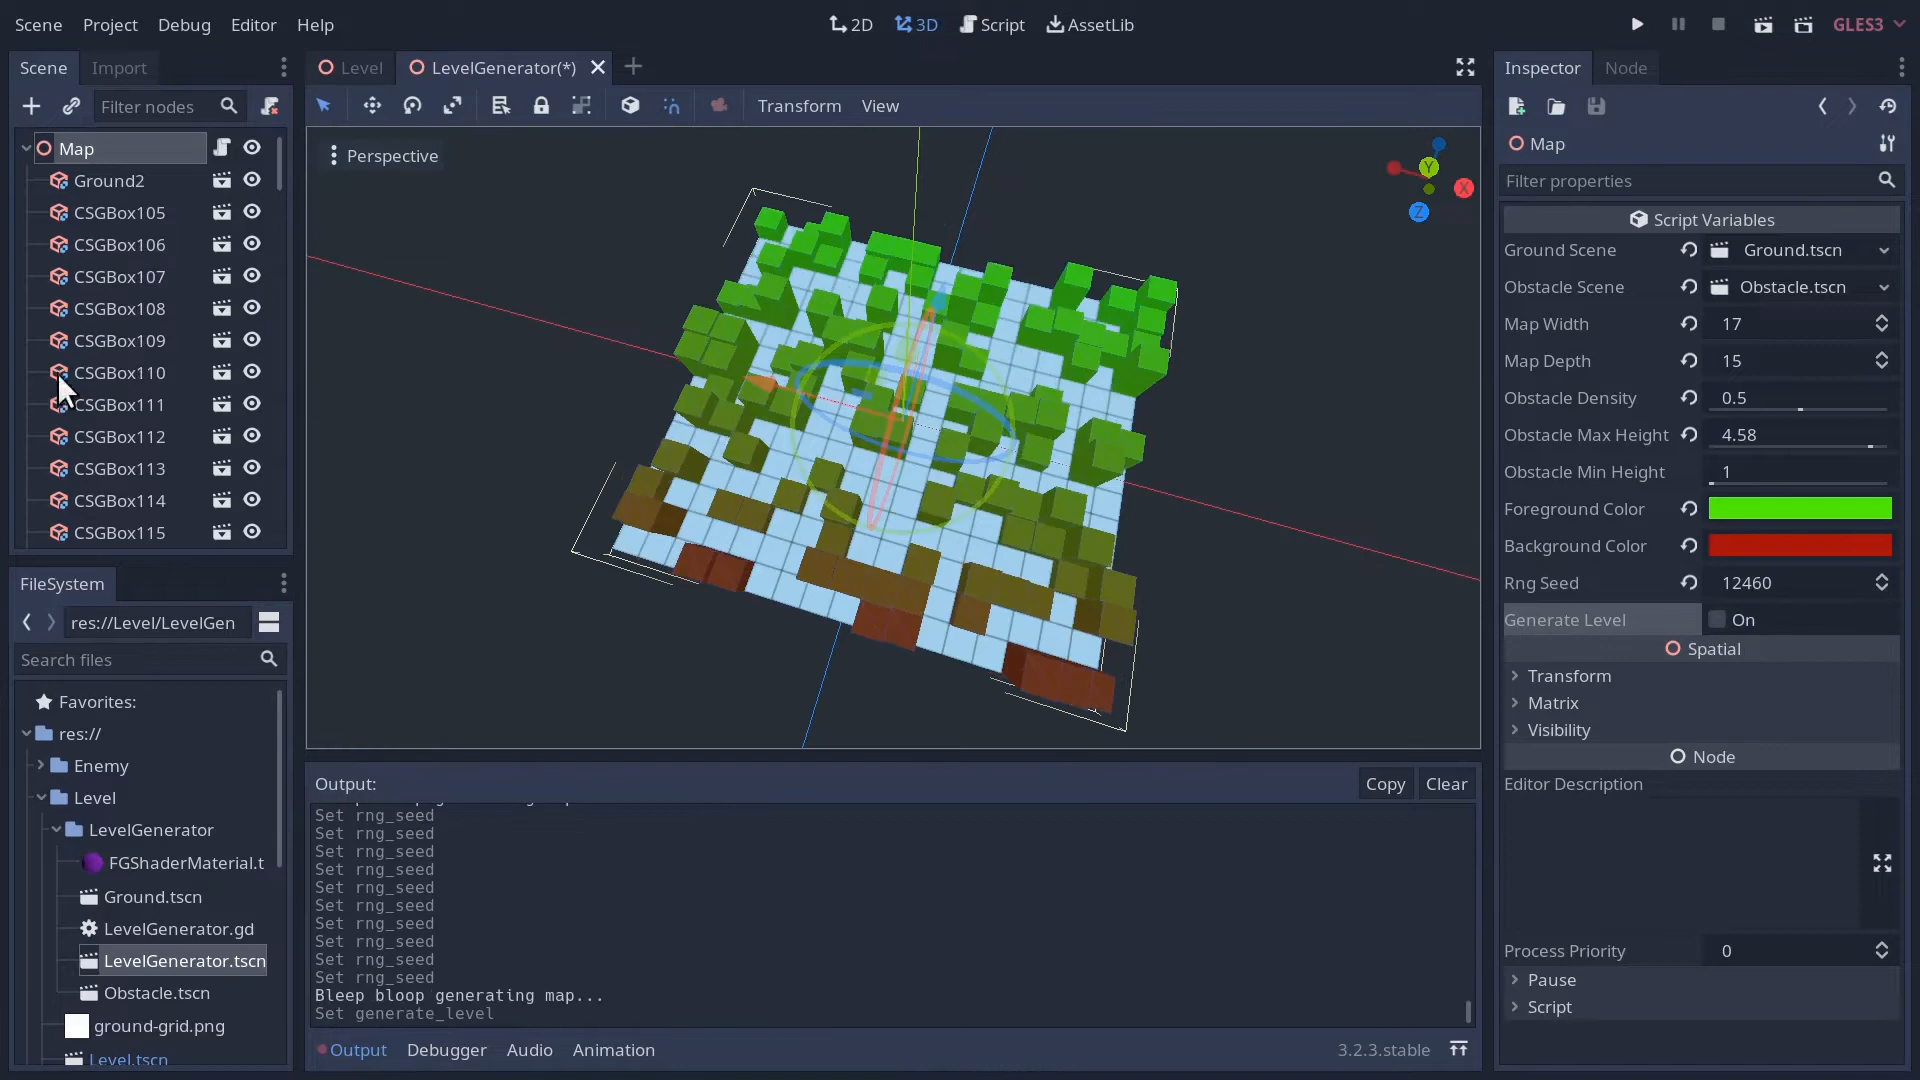 Scene Project Debug Editor Help
2D 3D Script AssetLib
GLES3
Scene Import
Filter nodes
Map
Ground2
CSGBox105
CSGBox106
CSGBox107
CSGBox108
CSGBox109
CSGBox110
CSGBox111
CSGBox112
CSGBox113
CSGBox114
CSGBox115
FileSystem
res://Level/LevelGen
Search files
Favorites:
res://
Enemy
Level
LevelGenerator
FGShaderMaterial.t
Ground.tscn
LevelGenerator.gd
LevelGenerator.tscn
Obstacle.tscn
ground-grid.png
Level.tscn
Level LevelGenerator(*)
Transform View
Perspective
Y
X
Z
Output:
Copy Clear
Set rng_seed
Set rng_seed
Set rng_seed
Set rng_seed
Set rng_seed
Set rng_seed
Set rng_seed
Set rng_seed
Set rng_seed
Set rng_seed
Bleep bloop generating map...
Set generate_level
Output Debugger Audio Animation
3.2.3.stable
Inspector Node
Map
Filter properties
Script Variables
Ground Scene Ground.tscn
Obstacle Scene Obstacle.tscn
Map Width 17
Map Depth 15
Obstacle Density 0.5
Obstacle Max Height 4.58
Obstacle Min Height 1
Foreground Color
Background Color
Rng Seed 12460
Generate Level On
Spatial
Transform
Matrix
Visibility
Node
Editor Description
Process Priority 0
Pause
Script